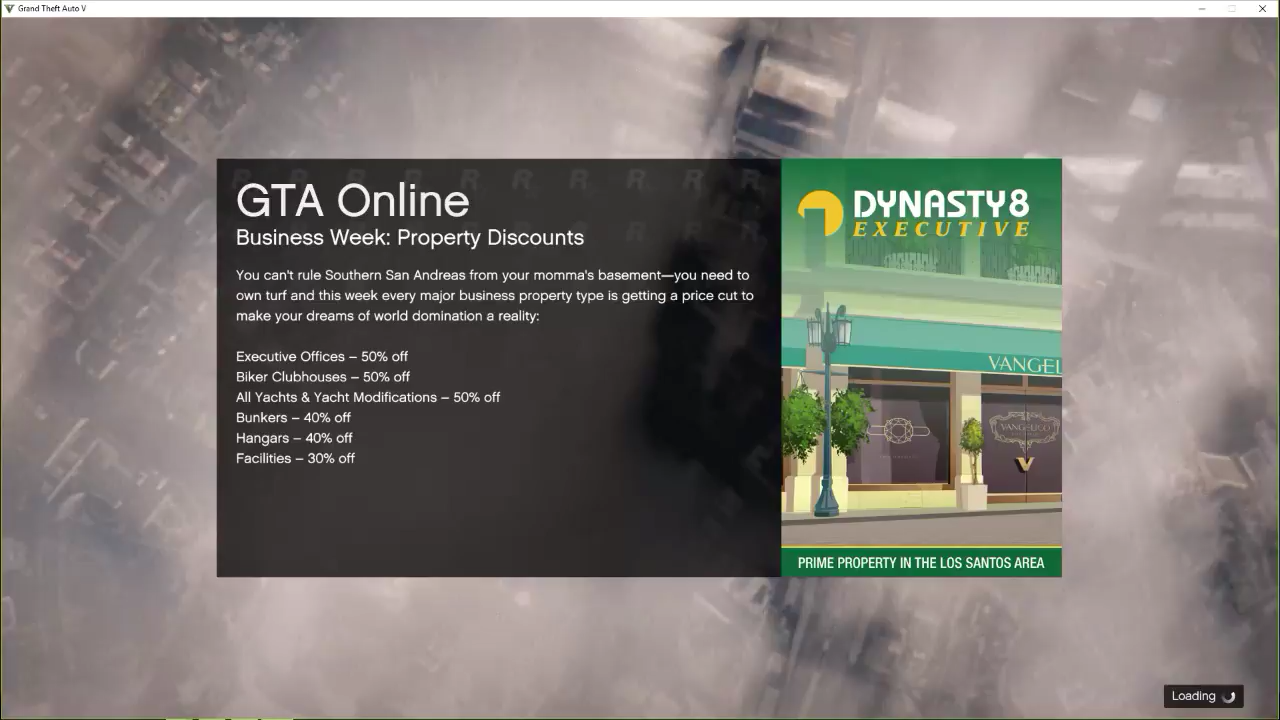 Grand Theft Auto V
GTA Online
Business Week: Property Discounts
You can't rule Southern San Andreas from your momma's basement—you need to
own turf and this week every major business property type is getting a price cut to
make your dreams of world domination a reality:
Executive Offices – 50% off
Biker Clubhouses – 50% off
All Yachts & Yacht Modifications – 50% off
Bunkers – 40% off
Hangars – 40% off
Facilities – 30% off
DYNASTY8
EXECUTIVE
VANGEL
VANGELICO
PRIME PROPERTY IN THE LOS SANTOS AREA
Loading